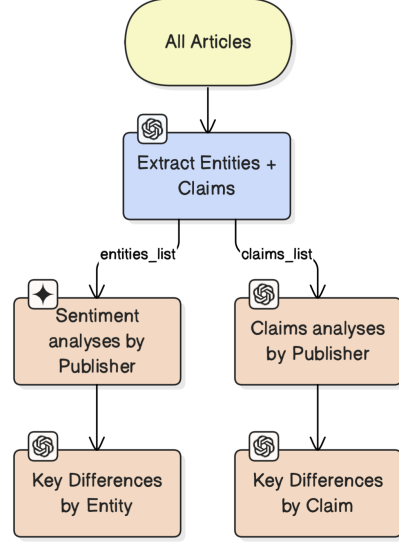 All Articles
Extract Entities +
Claims
entities_list
claims_list
Sentiment
analyses by
Publisher
Claims analyses
by Publisher
Key Differences
by Entity
Key Differences
by Claim